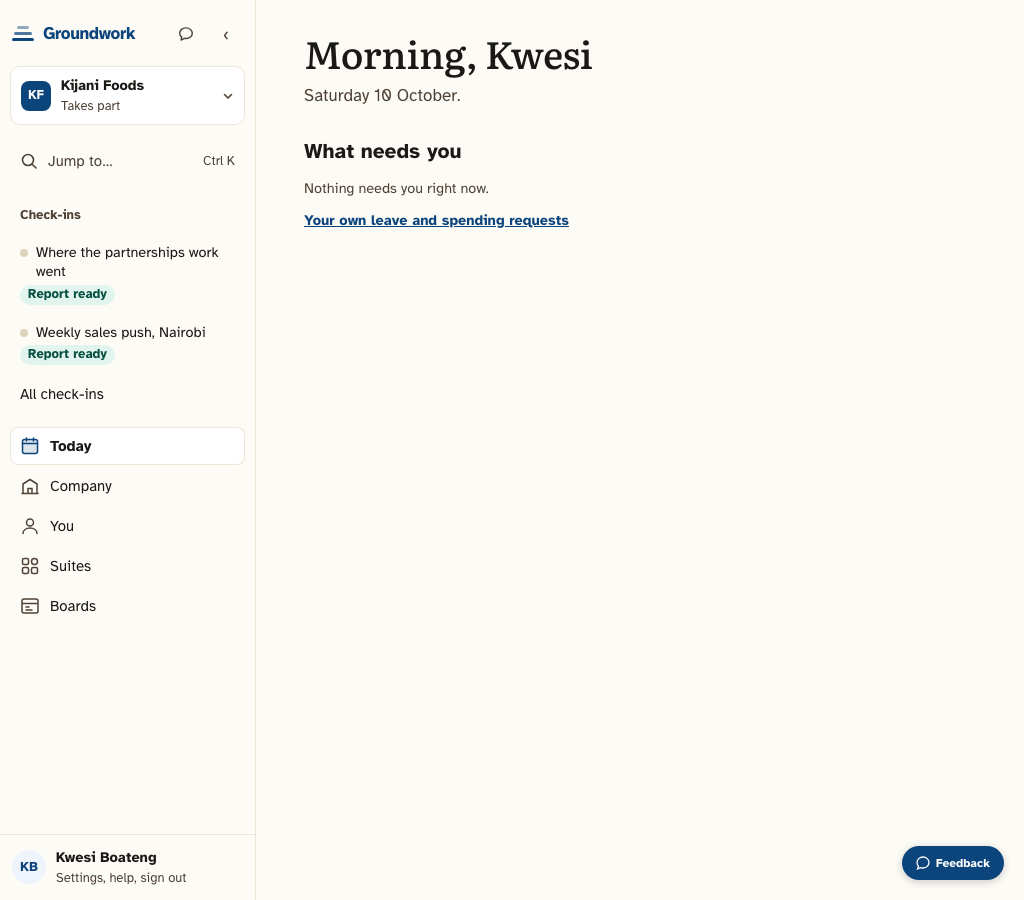 Groundwork
KF
Kijani Foods
Takes part
Jump to...
Ctrl K
Check-ins
Where the partnerships work
went
Report ready
Weekly sales push, Nairobi
Report ready
All check-ins
Today
Company
You
Suites
Boards
KB
Kwesi Boateng
Settings, help, sign out
Morning, Kwesi
Saturday 10 October.
What needs you
Nothing needs you right now.
Your own leave and spending requests
Feedback